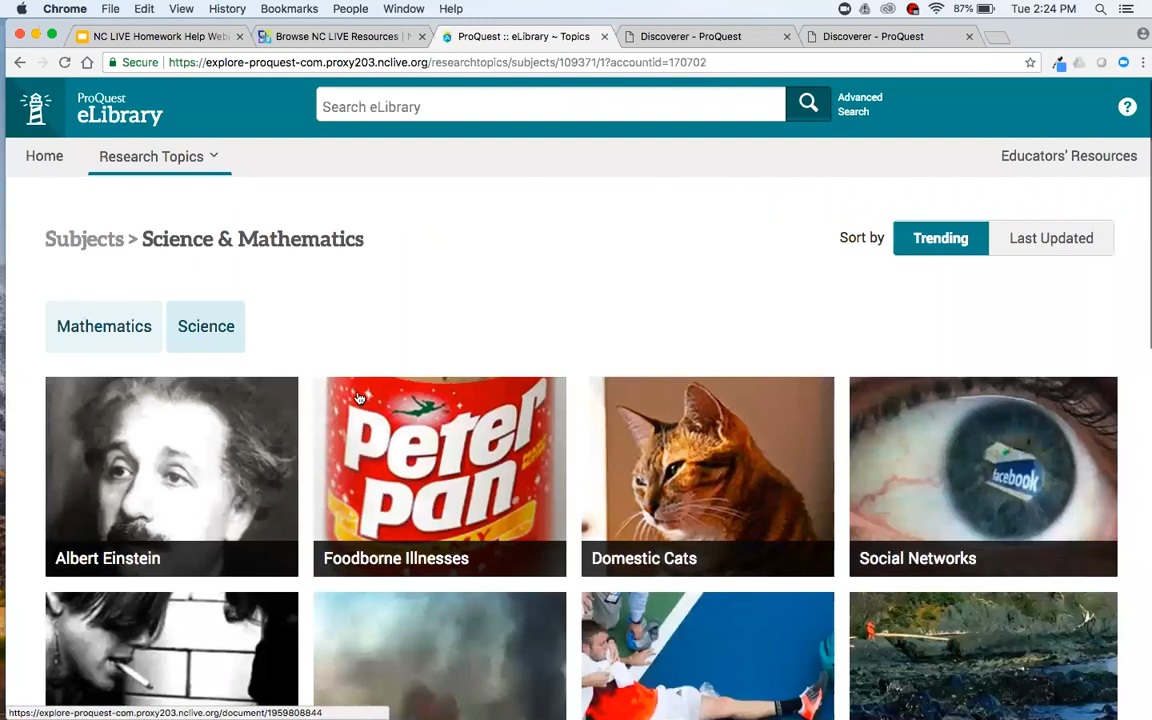 Chrome File Edit View History Bookmarks People Window Help 87% Tue 2:24 PM
NC LIVE Homework Help Web × Browse NC LIVE Resources | N × ProQuest :: eLibrary ~ Topics × Discoverer - ProQuest × Discoverer - ProQuest ×
Secure https://explore-proquest-com.proxy203.nclive.org/researchtopics/subjects/109371/1?accountid=170702
ProQuest
eLibrary
Search eLibrary
Advanced
Search
?
Home Research Topics Educators' Resources
Subjects > Science & Mathematics
Sort by Trending Last Updated
Mathematics Science
Peter
Pan
facebook
Albert Einstein Foodborne Illnesses Domestic Cats Social Networks
https://explore-proquest-com.proxy203.nclive.org/document/1959808844